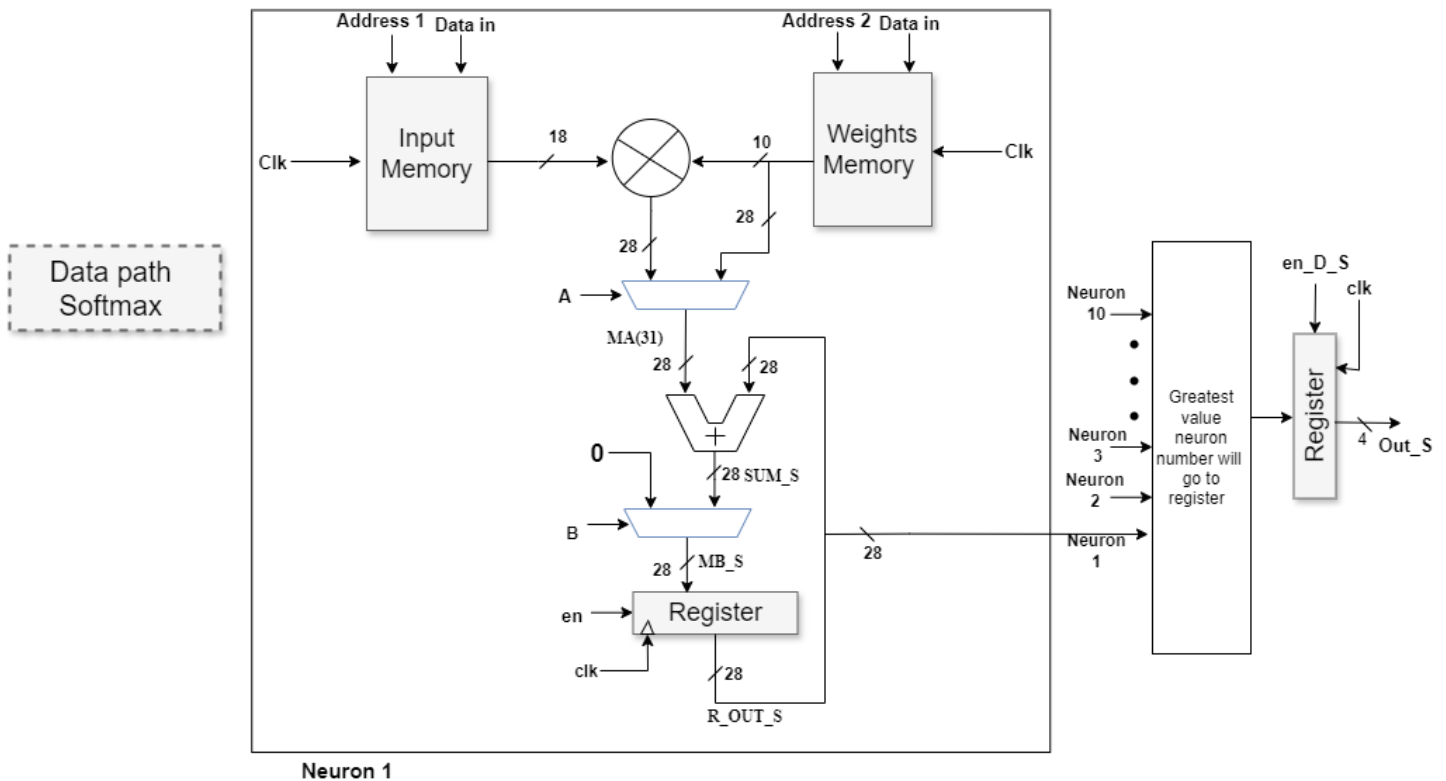 Address 1
Data in
Address 2
Data in
Clk
Input
Memory
18
10
Weights
Memory
Clk
28
28
Data path
Softmax
A
MA(31)
28
28
+
0
28
SUM_S
B
28
MB_S
en
Register
clk
28
R_OUT_S
28
Neuron 1
Neuron
10
Neuron
3
Neuron
2
Neuron
1
Greatest
value
neuron
number will
go to
register
en_D_S
clk
Register
4
Out_S